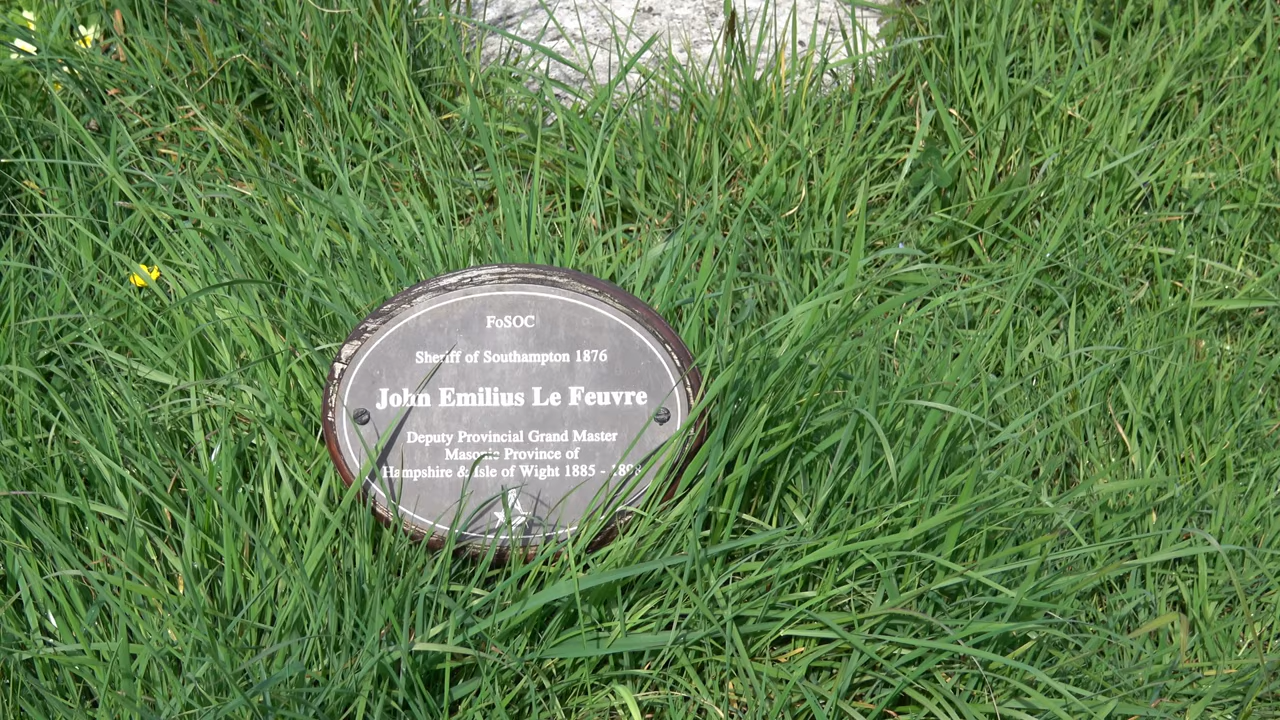 FoSOC
Sheriff of Southampton 1876
John Emilius Le Feuvre
Deputy Provincial Grand Master
Masonic Province of
Hampshire & Isle of Wight 1885 -